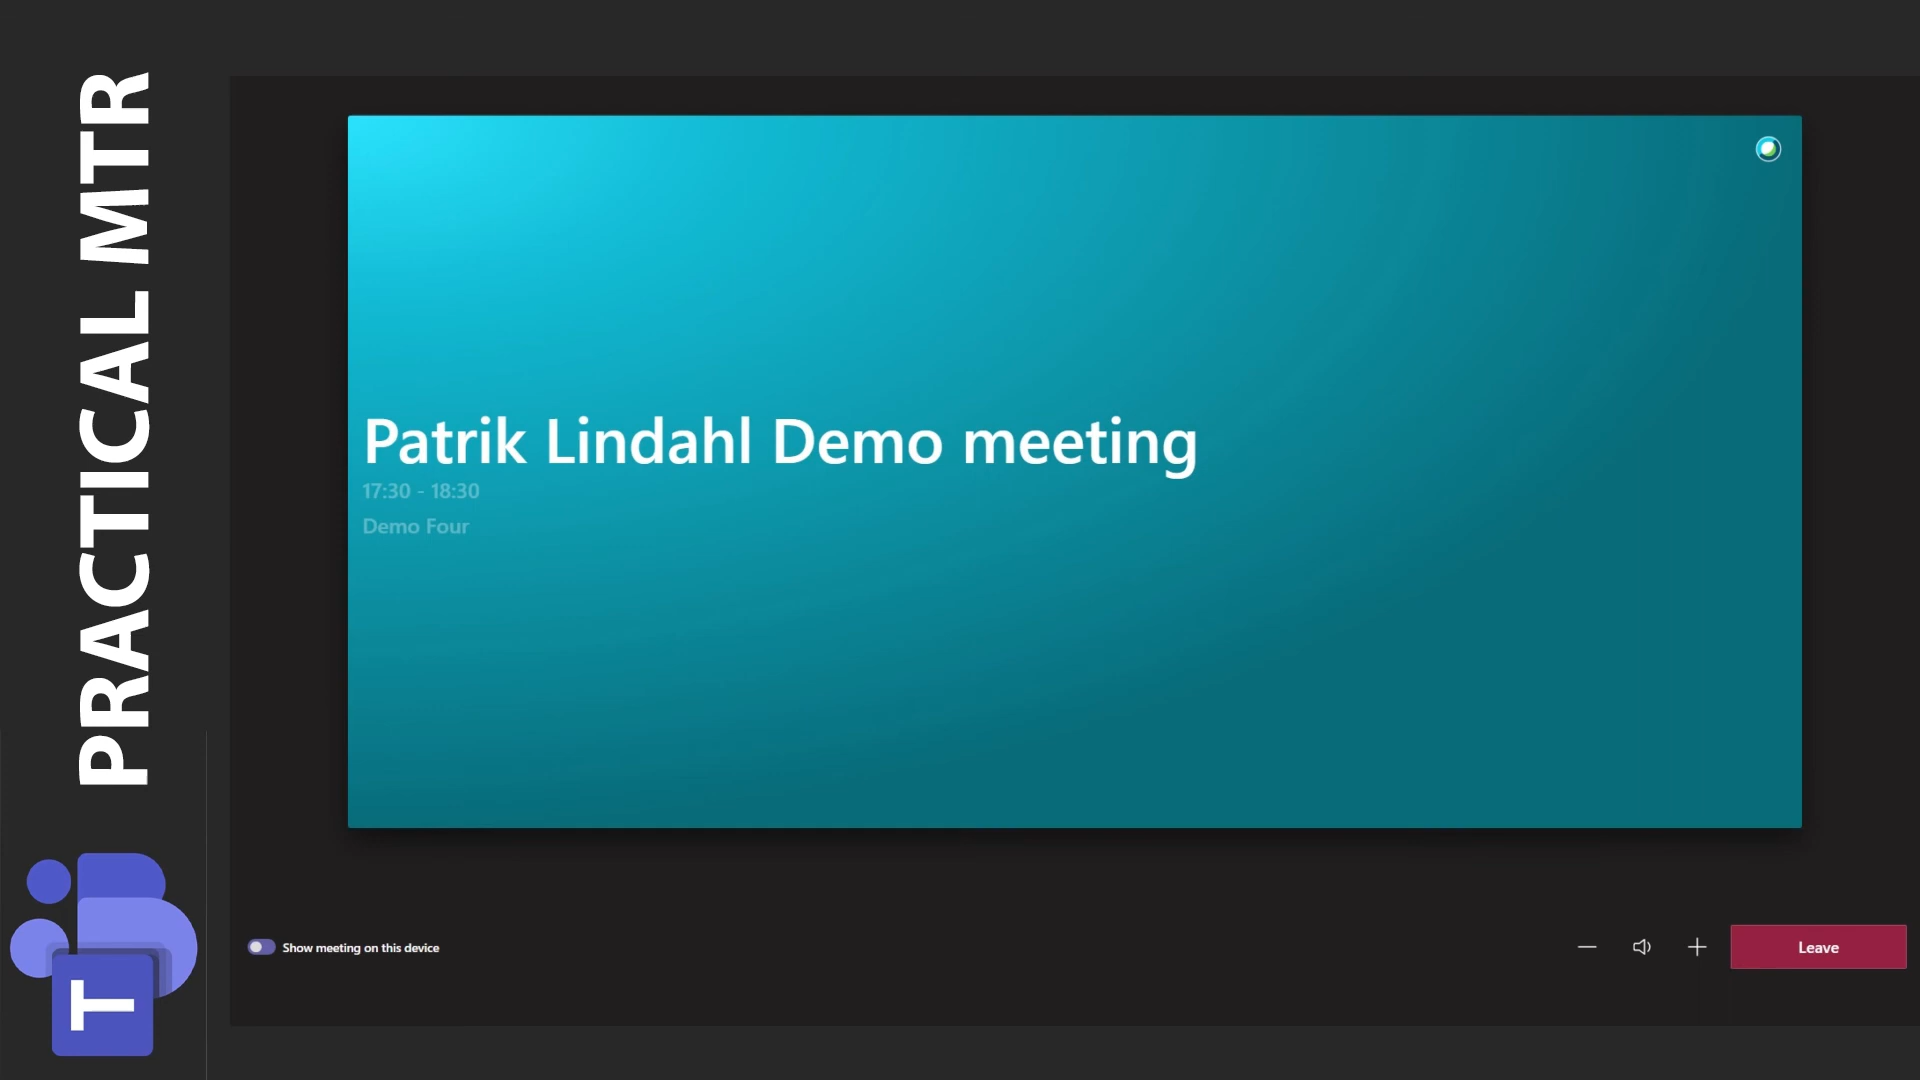 PRACTICAL MTR
T
Patrik Lindahl Demo meeting
17:30 - 18:30
Demo Four
Show meeting on this device
Leave